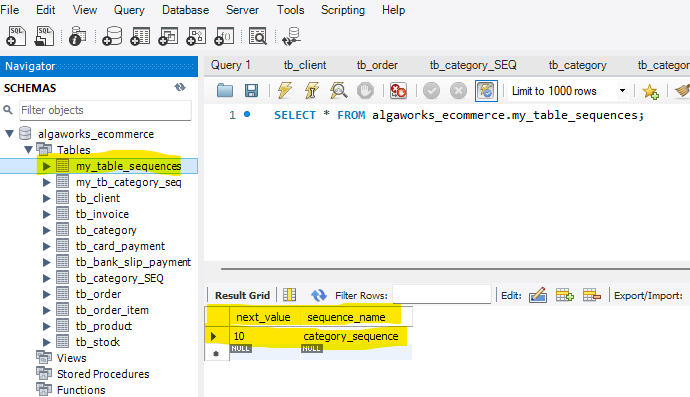 File Edit View Query Database Server Tools Scripting Help
Navigator
SCHEMAS
Filter objects
algaworks_ecommerce
Tables
my_table_sequences
my_tb_category_seq
tb_client
tb_invoice
tb_category
tb_card_payment
tb_bank_slip_payment
tb_category_SEQ
tb_order
tb_order_item
tb_product
tb_stock
Views
Stored Procedures
Functions
Query 1 tb_client tb_order tb_category_SEQ tb_category tb_catego
Limit to 1000 rows
1 SELECT * FROM algaworks_ecommerce.my_table_sequences;
Result Grid Filter Rows: Edit: Export/Import:
next_value sequence_name
10 category_sequence
NULL NULL